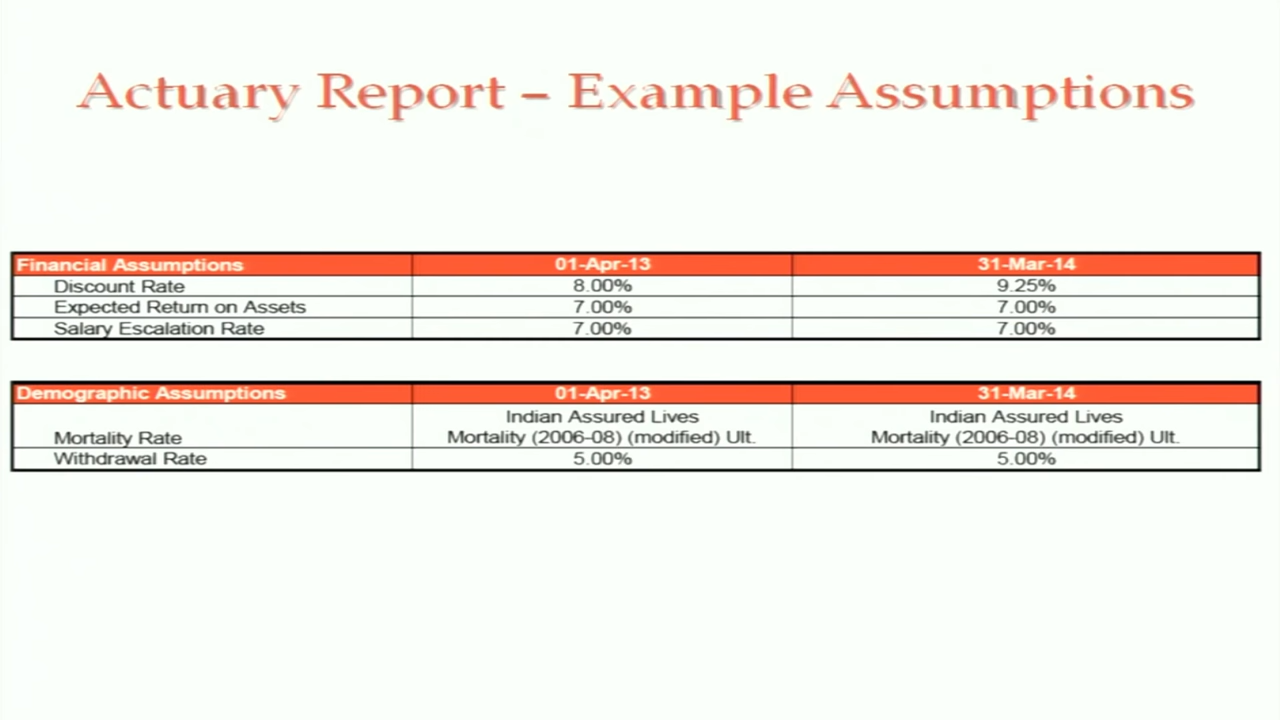 Actuary Report – Example Assumptions
Financial Assumptions 01-Apr-13 31-Mar-14
Discount Rate 8.00% 9.25%
Expected Return on Assets 7.00% 7.00%
Salary Escalation Rate 7.00% 7.00%
Demographic Assumptions 01-Apr-13 31-Mar-14
Indian Assured Lives Indian Assured Lives
Mortality Rate Mortality (2006-08) (modified) Ult. Mortality (2006-08) (modified) Ult.
Withdrawal Rate 5.00% 5.00%